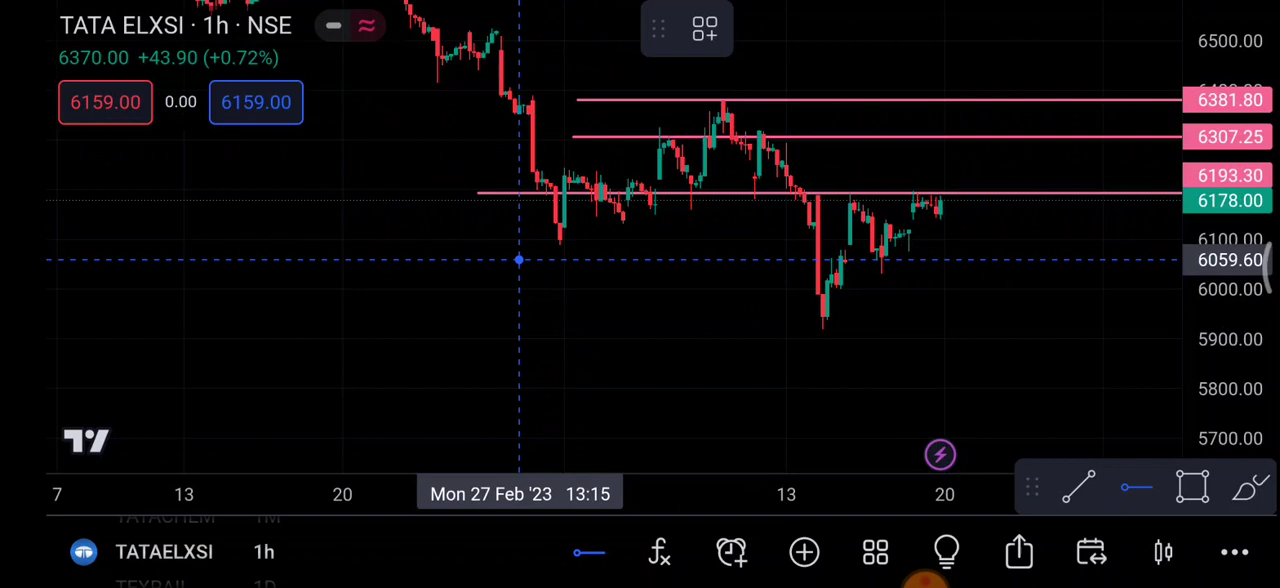 TATA ELXSI · 1h · NSE
6370.00 +43.90 (+0.72%)
6159.00 0.00 6159.00
6500.00
6381.80
6307.25
6193.30
6178.00
6100.00
6059.60
6000.00
5900.00
5800.00
5700.00
7 13 20 Mon 27 Feb '23 13:15 13 20
TATACHEM 1M
TATAELXSI 1h
TEXRAIL 1D